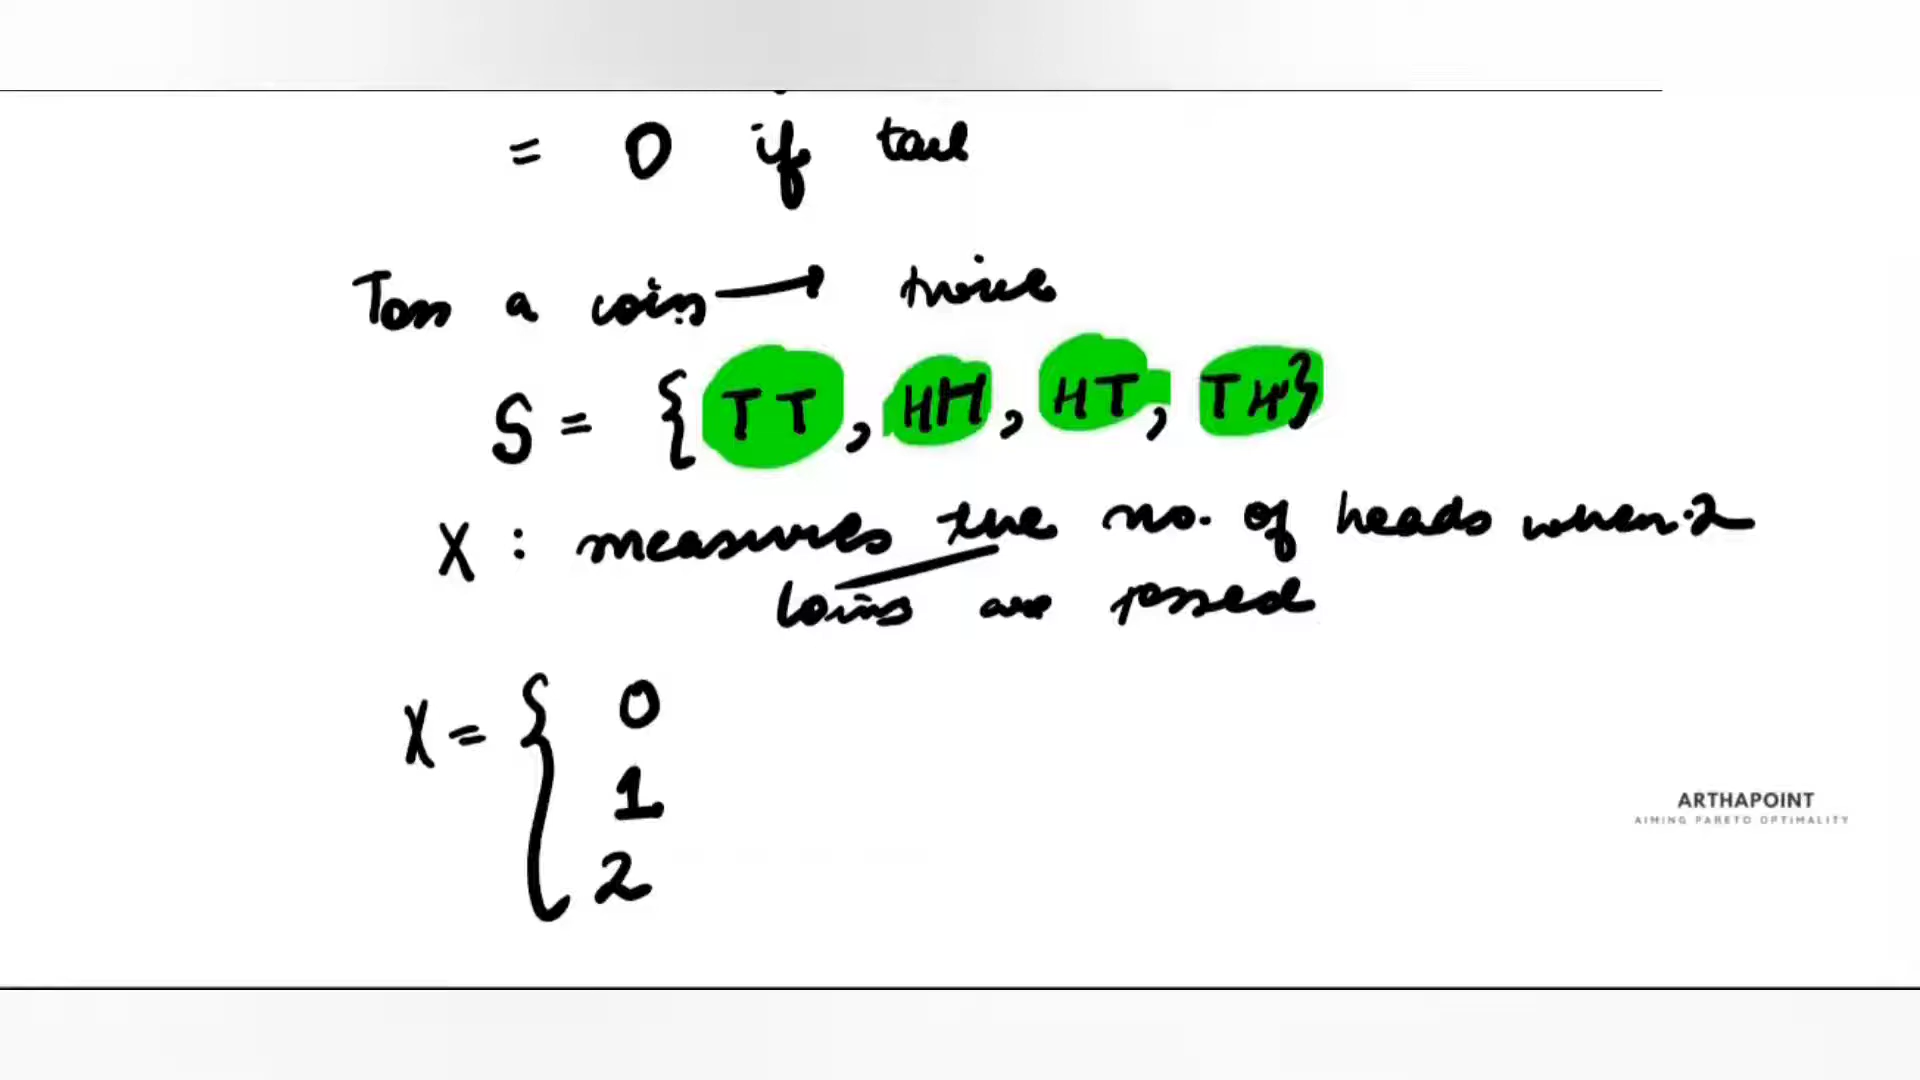 = 0 if tail
Toss a coin → twice
S = { TT, HH, HT, TH}
X : measures the no. of heads when 2
coins are tossed
X = { 0
1
2
ARTHAPOINT
AIMING PARETO OPTIMALITY